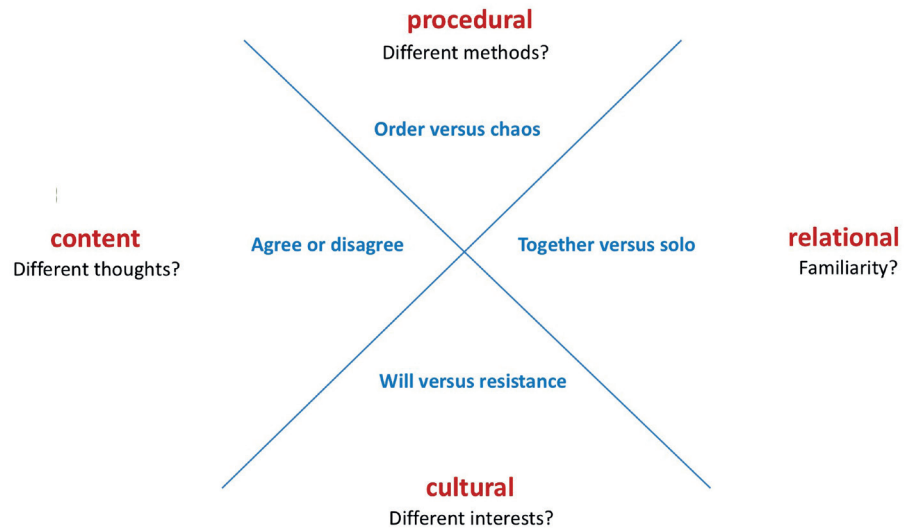 procedural
Different methods?
Order versus chaos
content
Different thoughts?
Agree or disagree
Together versus solo
relational
Familiarity?
Will versus resistance
cultural
Different interests?